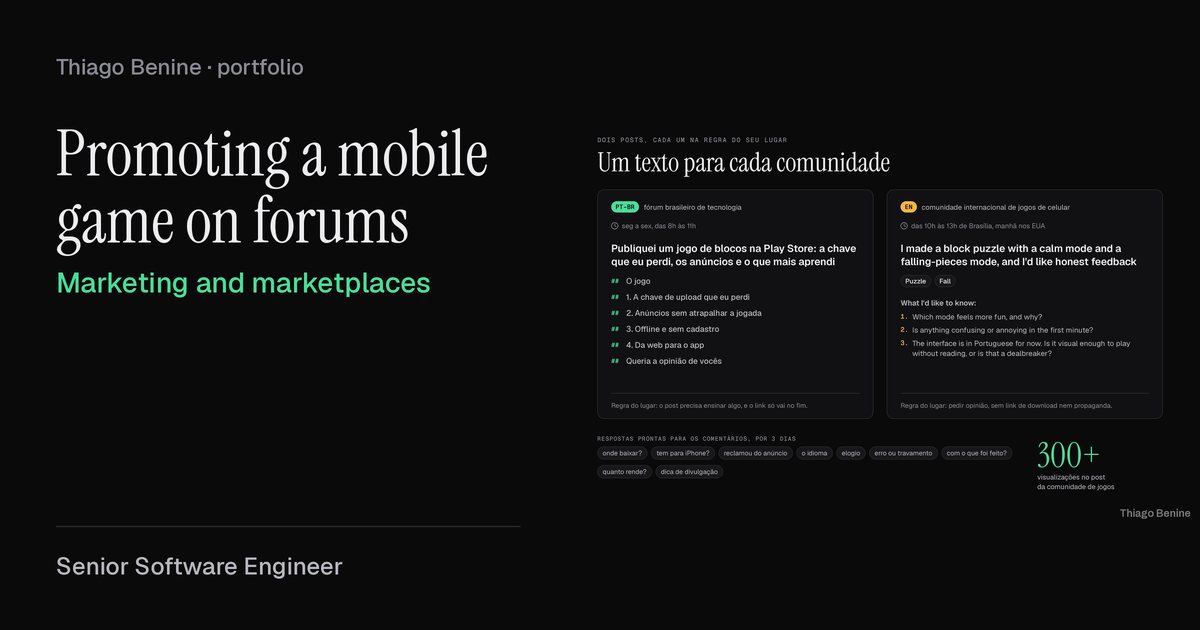 Thiago Benine · portfolio
Promoting a mobile
game on forums
Marketing and marketplaces
Senior Software Engineer
DOIS POSTS, CADA UM NA REGRA DO SEU LUGAR
Um texto para cada comunidade
PT-BR fórum brasileiro de tecnologia
seg a sex, das 8h às 11h
Publiquei um jogo de blocos na Play Store: a chave
que eu perdi, os anúncios e o que mais aprendi
## O jogo
## 1. A chave de upload que eu perdi
## 2. Anúncios sem atrapalhar a jogada
## 3. Offline e sem cadastro
## 4. Da web para o app
## Queria a opinião de vocês
Regra do lugar: o post precisa ensinar algo, e o link só vai no fim.
EN comunidade internacional de jogos de celular
das 10h às 13h de Brasília, manhã nos EUA
I made a block puzzle with a calm mode and a
falling-pieces mode, and I'd like honest feedback
Puzzle Fall
What I'd like to know:
1. Which mode feels more fun, and why?
2. Is anything confusing or annoying in the first minute?
3. The interface is in Portuguese for now. Is it visual enough to play
without reading, or is that a dealbreaker?
Regra do lugar: pedir opinião, sem link de download nem propaganda.
RESPOSTAS PRONTAS PARA OS COMENTÁRIOS, POR 3 DIAS
onde baixar? tem para iPhone? reclamou do anúncio o idioma elogio erro ou travamento com o que foi feito?
quanto rende? dica de divulgação
300+
visualizações no post
da comunidade de jogos
Thiago Benine